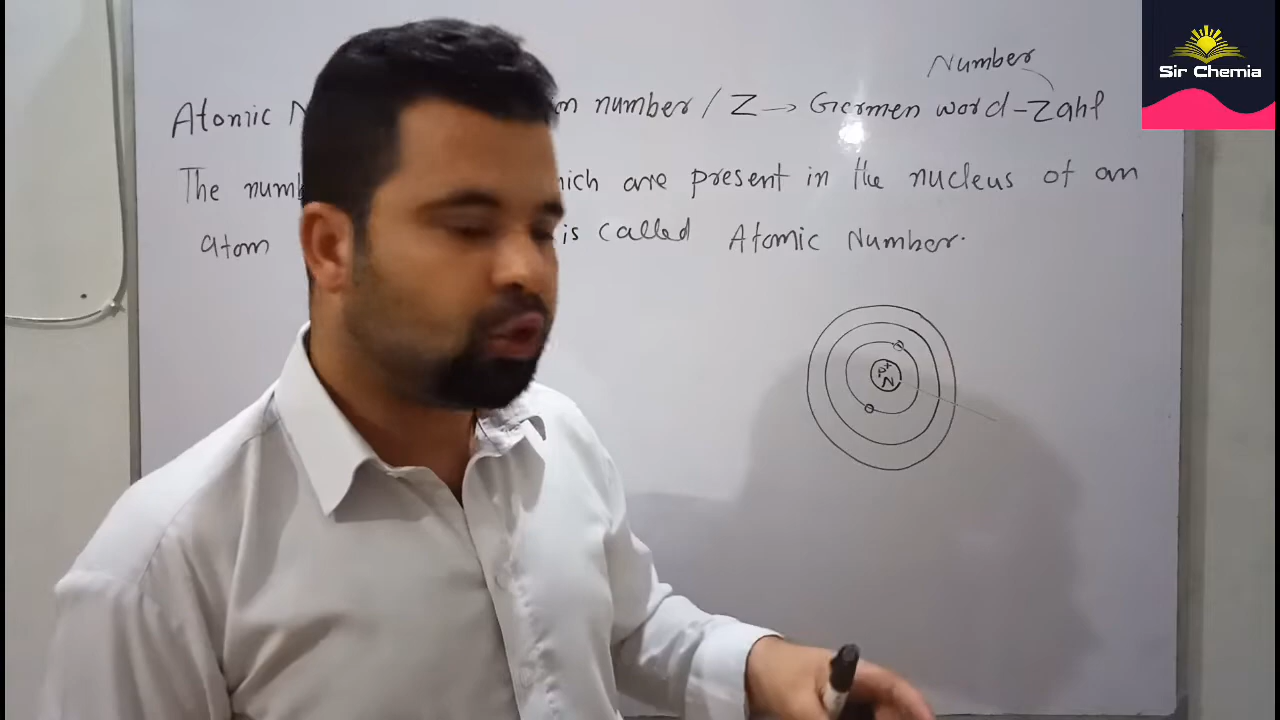 Number
Atomic N on number / Z → Germen word - Zahl
The numb hich are present in the nucleus of an
atom is called Atomic Number.
P+
N
Sir Chemia